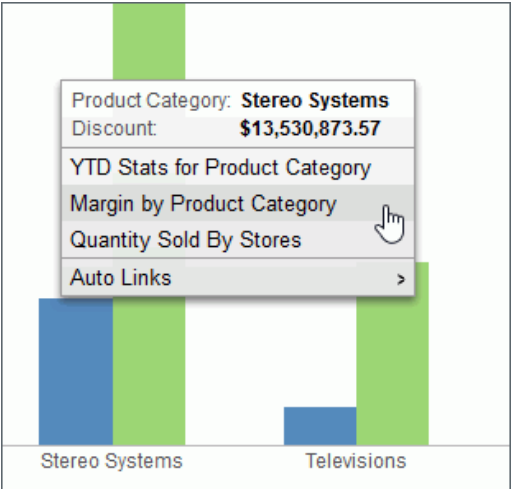 Product Category: Stereo Systems
Discount: $13,530,873.57
YTD Stats for Product Category
Margin by Product Category
Quantity Sold By Stores
Auto Links >
Stereo Systems Televisions